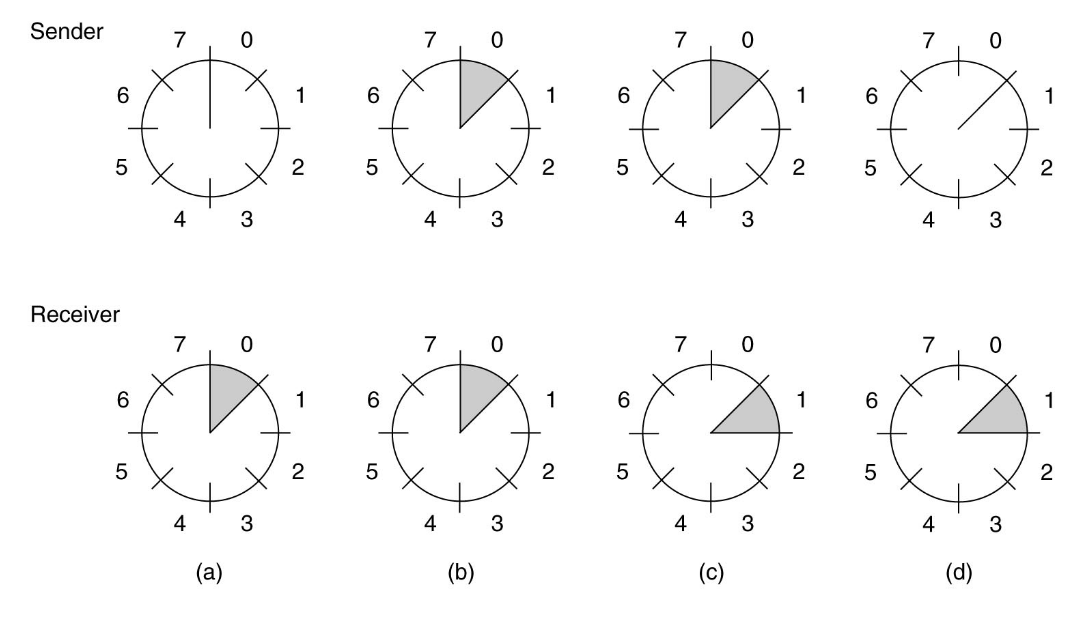 Sender
7 0 7 0 7 0 7 0
6 1 6 1 6 1 6 1
5 2 5 2 5 2 5 2
4 3 4 3 4 3 4 3
Receiver
7 0 7 0 7 0 7 0
6 1 6 1 6 1 6 1
5 2 5 2 5 2 5 2
4 3 4 3 4 3 4 3
(a) (b) (c) (d)